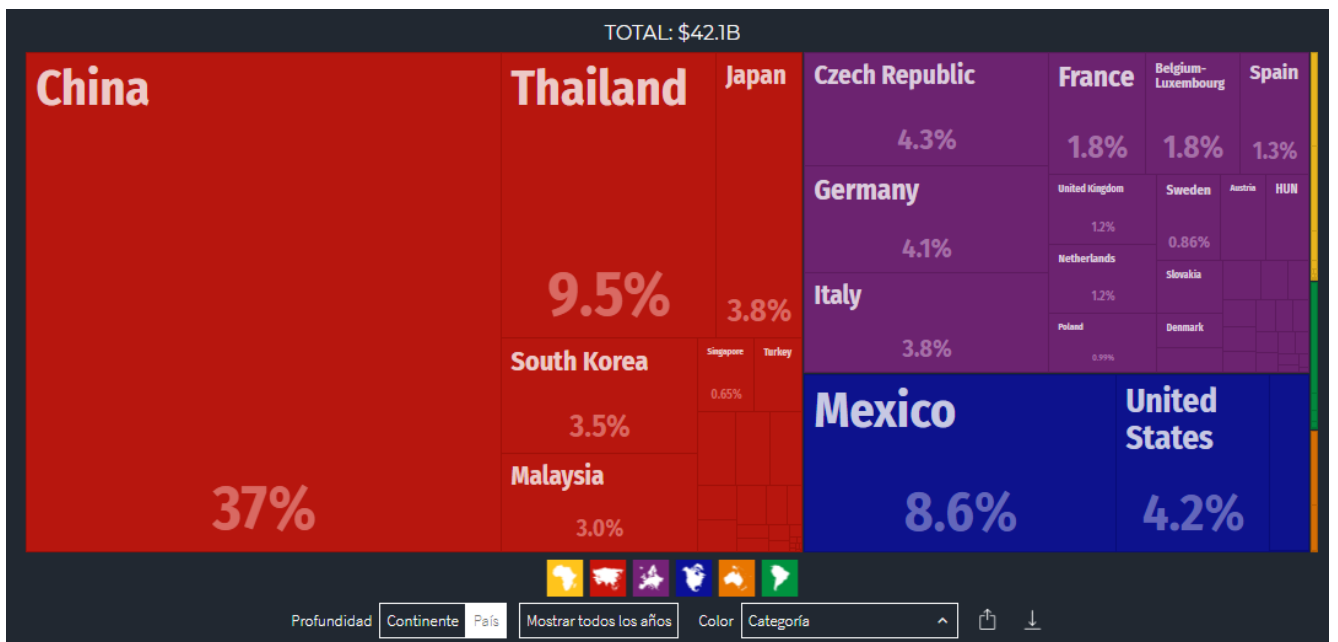 TOTAL: $42.1B
China
37%
Thailand
9.5%
Japan
3.8%
South Korea
3.5%
Malaysia
3.0%
Singapore
0.65%
Turkey
Czech Republic
4.3%
Germany
4.1%
Italy
3.8%
France
1.8%
Belgium-
Luxembourg
1.8%
Spain
1.3%
United Kingdom
1.2%
Netherlands
1.2%
Poland
0.99%
Sweden
0.86%
Austria
HUN
Slovakia
Denmark
Mexico
8.6%
United
States
4.2%
Profundidad Continente País Mostrar todos los años Color Categoría